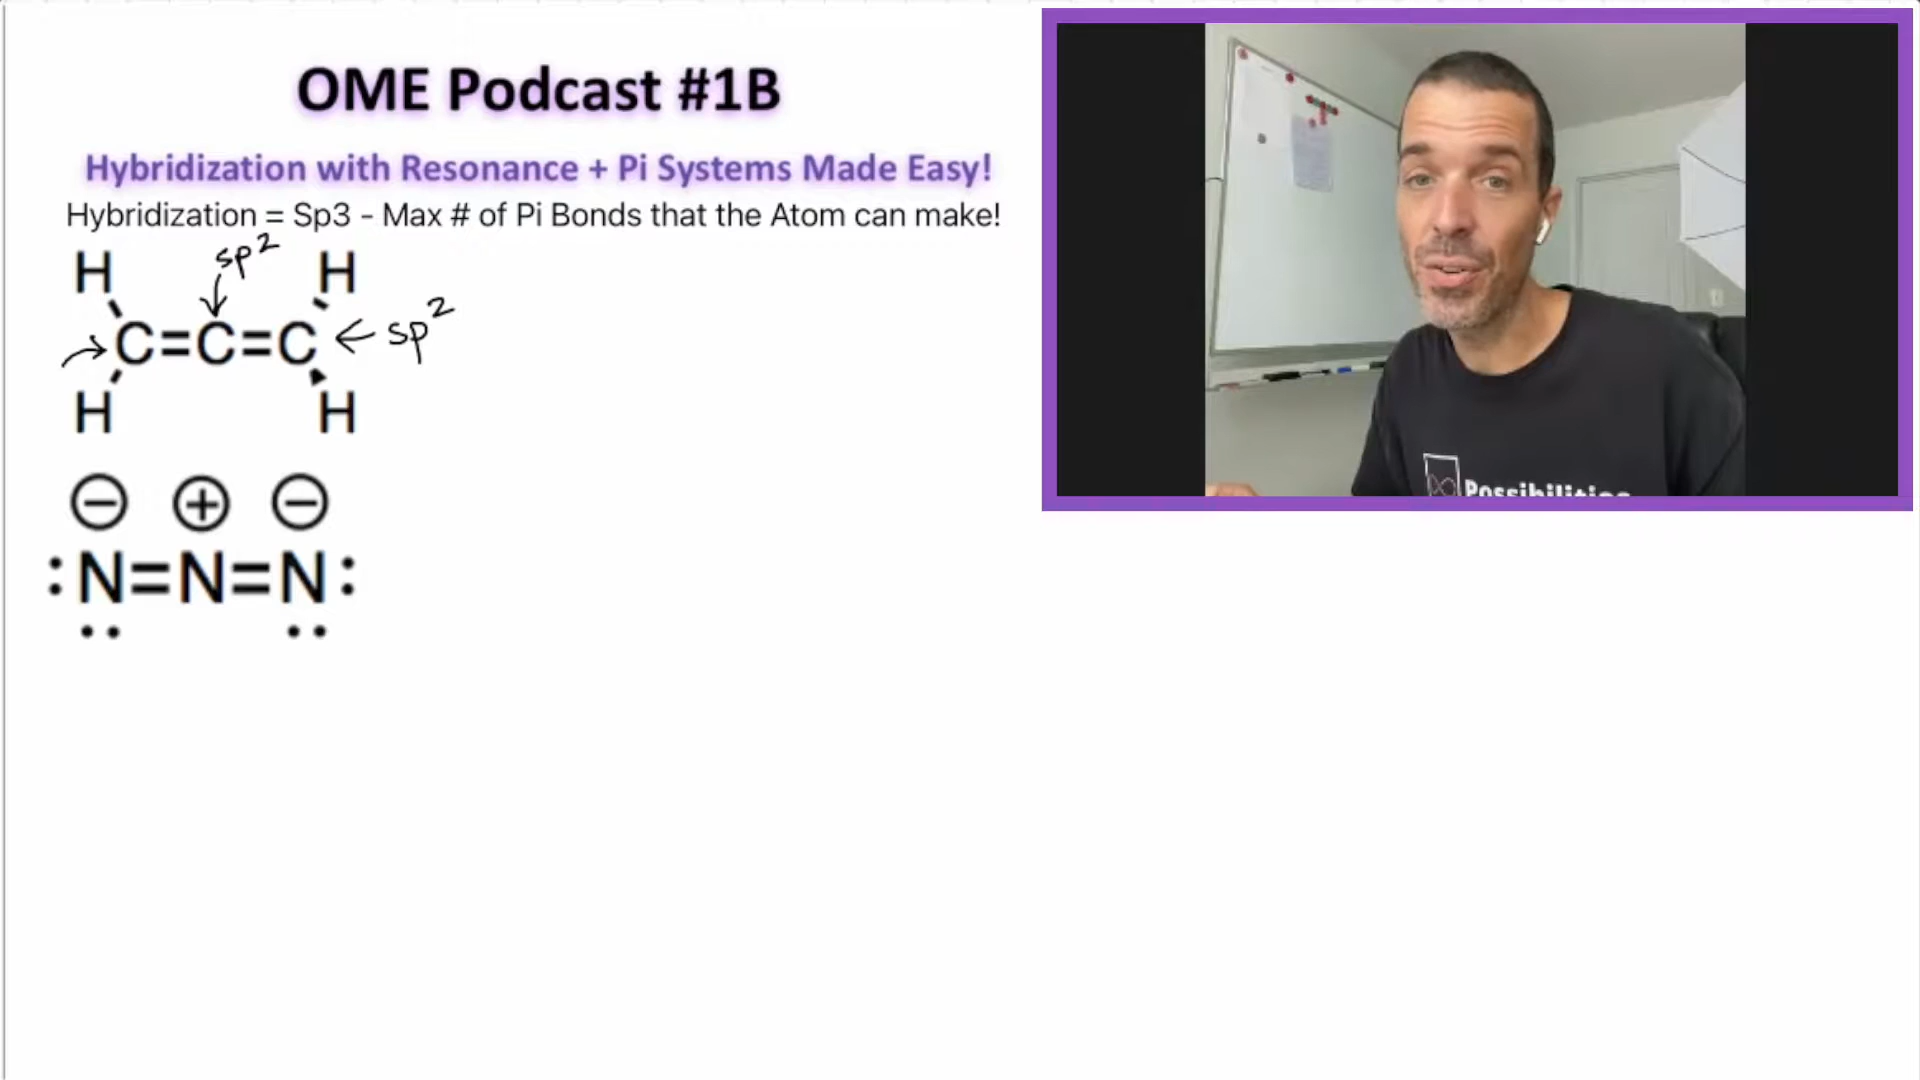 OME Podcast #1B
Hybridization with Resonance + Pi Systems Made Easy!
Hybridization = Sp3 - Max # of Pi Bonds that the Atom can make!
sp²
H H
C=C=C ← sp²
H H
⊖ ⊕ ⊖
:N=N=N:
.. ..
Possibilities